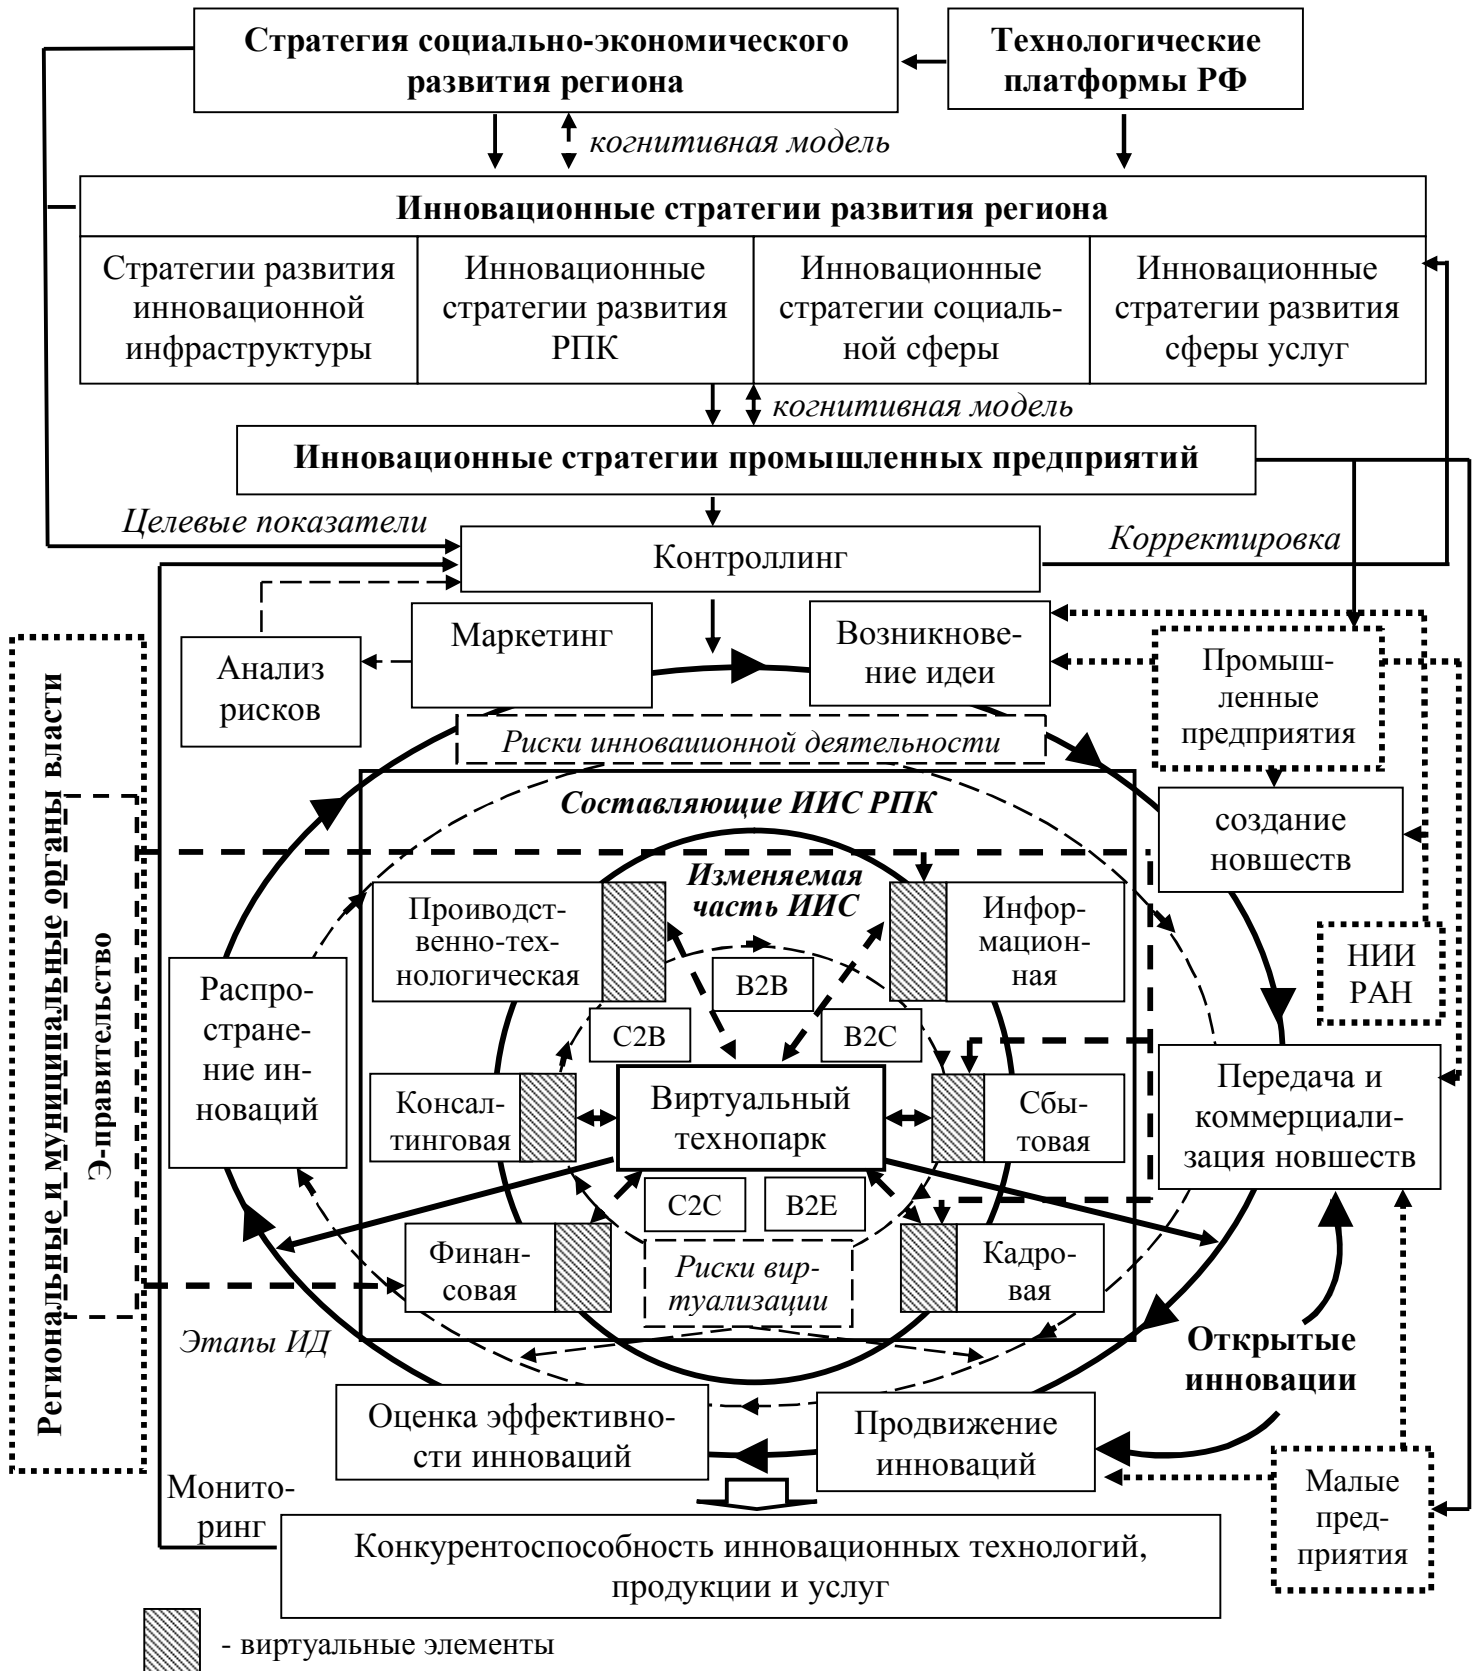 Стратегия социально-экономического
развития региона
Технологические
платформы РФ
когнитивная модель
Инновационные стратегии развития региона
Стратегии развития
инновационной
инфраструктуры
Инновационные
стратегии развития
РПК
Инновационные
стратегии социаль-
ной сферы
Инновационные
стратегии развития
сферы услуг
когнитивная модель
Инновационные стратегии промышленных предприятий
Целевые показатели
Контроллинг
Корректировка
Маркетинг
Возникнове-
ние идеи
Анализ
рисков
Промыш-
ленные
предприятия
Риски инноваиионной деятельности
Составляющие ИИС РПК
создание
новшеств
Изменяемая
часть ИИС
Проиводст-
венно-тех-
нологическая
Инфор-
мационная-
ная
НИИ
РАН
Региональные и муниципальные органы власти
Э-правительство
Распро-
стране-
ние ин-
новаций
B2B
C2B
B2C
Консал-
тинговая
Виртуальный
технопарк
Сбы-
товая
Передача и
коммерциали-
зация новшеств
C2C
B2E
Финан-
совая
Риски вир-
туализации
Кадро-
вая
Этапы ИД
Открытые
инновации
Оценка эффективно-
сти инноваций
Продвижение
инноваций
Малые
пред-
приятия
Монито-
ринг
Конкурентоспособность инновационных технологий,
продукции и услуг
- виртуальные элементы